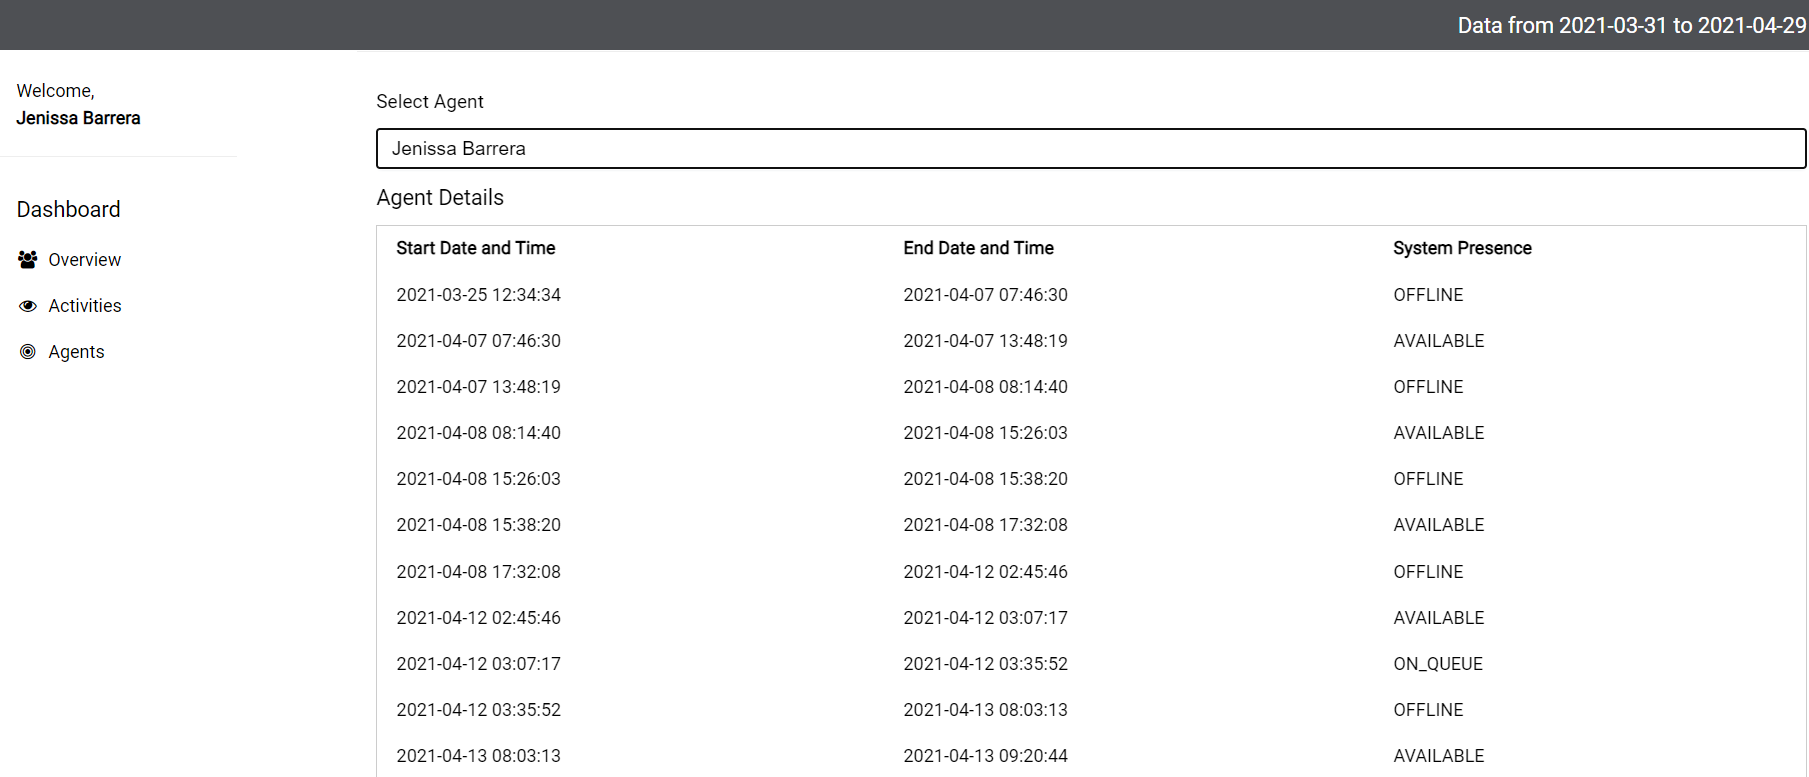 Data from 2021-03-31 to 2021-04-29
Welcome,
Jenissa Barrera
Dashboard
Overview
Activities
Agents
Select Agent
Jenissa Barrera
Agent Details
Start Date and Time End Date and Time System Presence
2021-03-25 12:34:34 2021-04-07 07:46:30 OFFLINE
2021-04-07 07:46:30 2021-04-07 13:48:19 AVAILABLE
2021-04-07 13:48:19 2021-04-08 08:14:40 OFFLINE
2021-04-08 08:14:40 2021-04-08 15:26:03 AVAILABLE
2021-04-08 15:26:03 2021-04-08 15:38:20 OFFLINE
2021-04-08 15:38:20 2021-04-08 17:32:08 AVAILABLE
2021-04-08 17:32:08 2021-04-12 02:45:46 OFFLINE
2021-04-12 02:45:46 2021-04-12 03:07:17 AVAILABLE
2021-04-12 03:07:17 2021-04-12 03:35:52 ON_QUEUE
2021-04-12 03:35:52 2021-04-13 08:03:13 OFFLINE
2021-04-13 08:03:13 2021-04-13 09:20:44 AVAILABLE